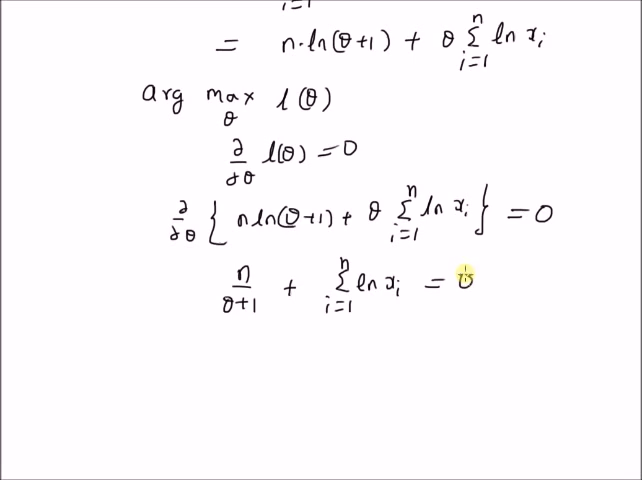 i=1
= n·ln(θ+1) + θ Σ_{i=1}^{n} ln x_i
arg max_θ l(θ)
∂/∂θ l(θ) = 0
∂/∂θ { n ln(θ+1) + θ Σ_{i=1}^{n} ln x_i } = 0
n/(θ+1) + Σ_{i=1}^{n} ln x_i = 0